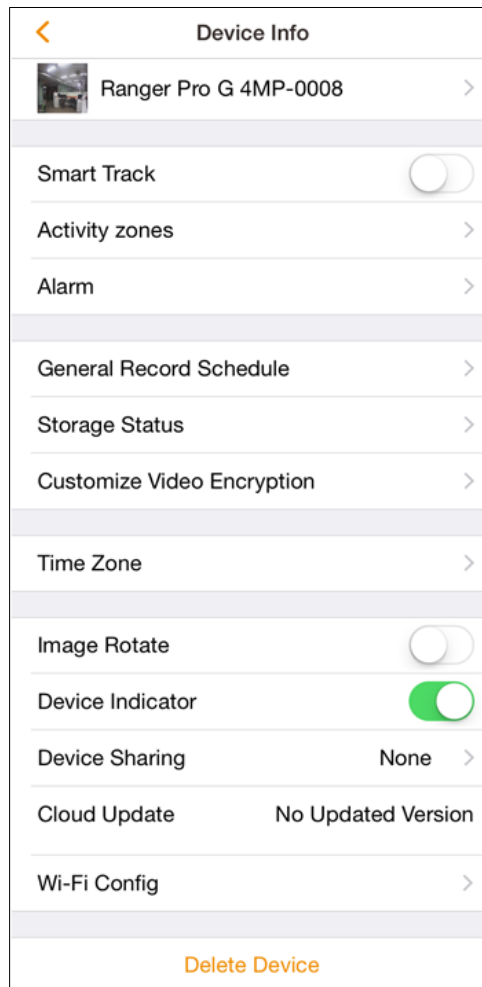 Device Info
Ranger Pro G 4MP-0008
Smart Track
Activity zones
Alarm
General Record Schedule
Storage Status
Customize Video Encryption
Time Zone
Image Rotate
Device Indicator
Device Sharing None
Cloud Update No Updated Version
Wi-Fi Config
Delete Device